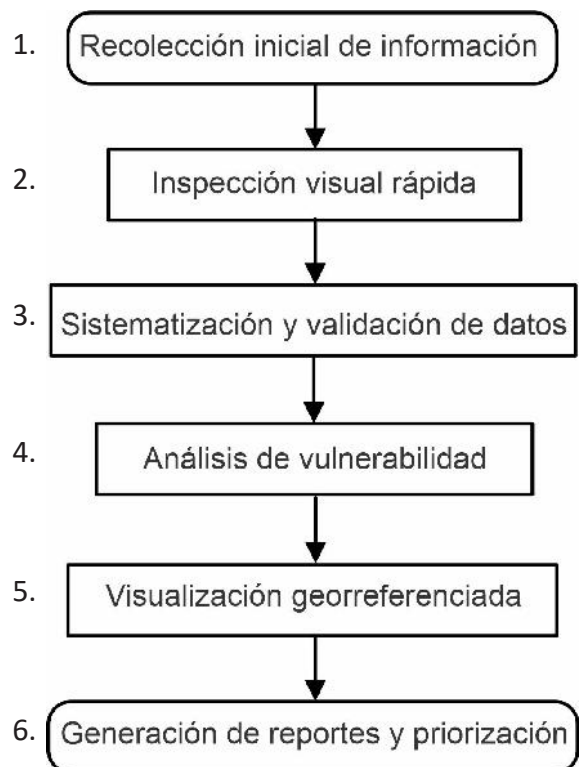 1. Recolección inicial de información
2. Inspección visual rápida
3. Sistematización y validación de datos
4. Análisis de vulnerabilidad
5. Visualización georreferenciada
6. Generación de reportes y priorización